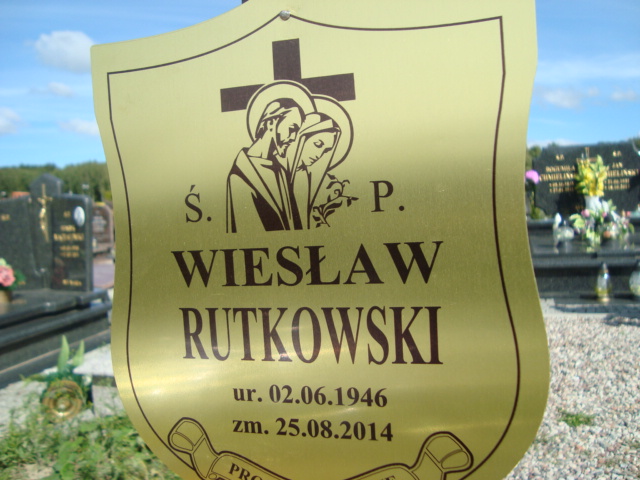 Ś. P.
WIESŁAW
RUTKOWSKI
ur. 02.06.1946
zm. 25.08.2014